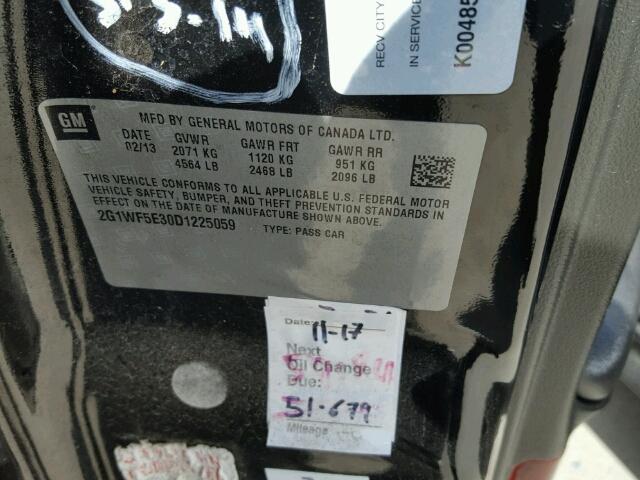 RECV CITY
IN SERVICE
K00485
GM
MFD BY GENERAL MOTORS OF CANADA LTD.
DATE GVWR GAWR FRT GAWR RR
02/13 2071 KG 1120 KG 951 KG
4564 LB 2468 LB 2096 LB
THIS VEHICLE CONFORMS TO ALL APPLICABLE U.S. FEDERAL MOTOR
VEHICLE SAFETY, BUMPER, AND THEFT PREVENTION STANDARDS
IN EFFECT ON THE DATE OF MANUFACTURE SHOWN ABOVE.
2G1WF5E30D1225059 TYPE: PASS CAR
Date: 11-17
Next
Oil Change
Due:
51-679
Mileage